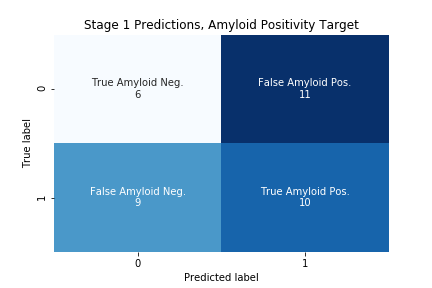 Stage 1 Predictions, Amyloid Positivity Target
True label
0
True Amyloid Neg.
6
False Amyloid Pos.
11
1
False Amyloid Neg.
9
True Amyloid Pos.
10
0
1
Predicted label